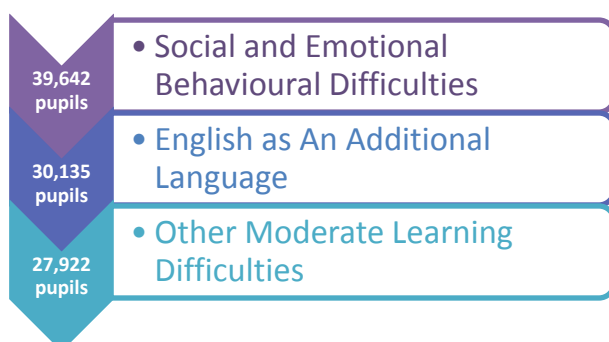 39,642
pupils
• Social and Emotional
Behavioural Difficulties
30,135
pupils
• English as An Additional
Language
27,922
pupils
• Other Moderate Learning
Difficulties